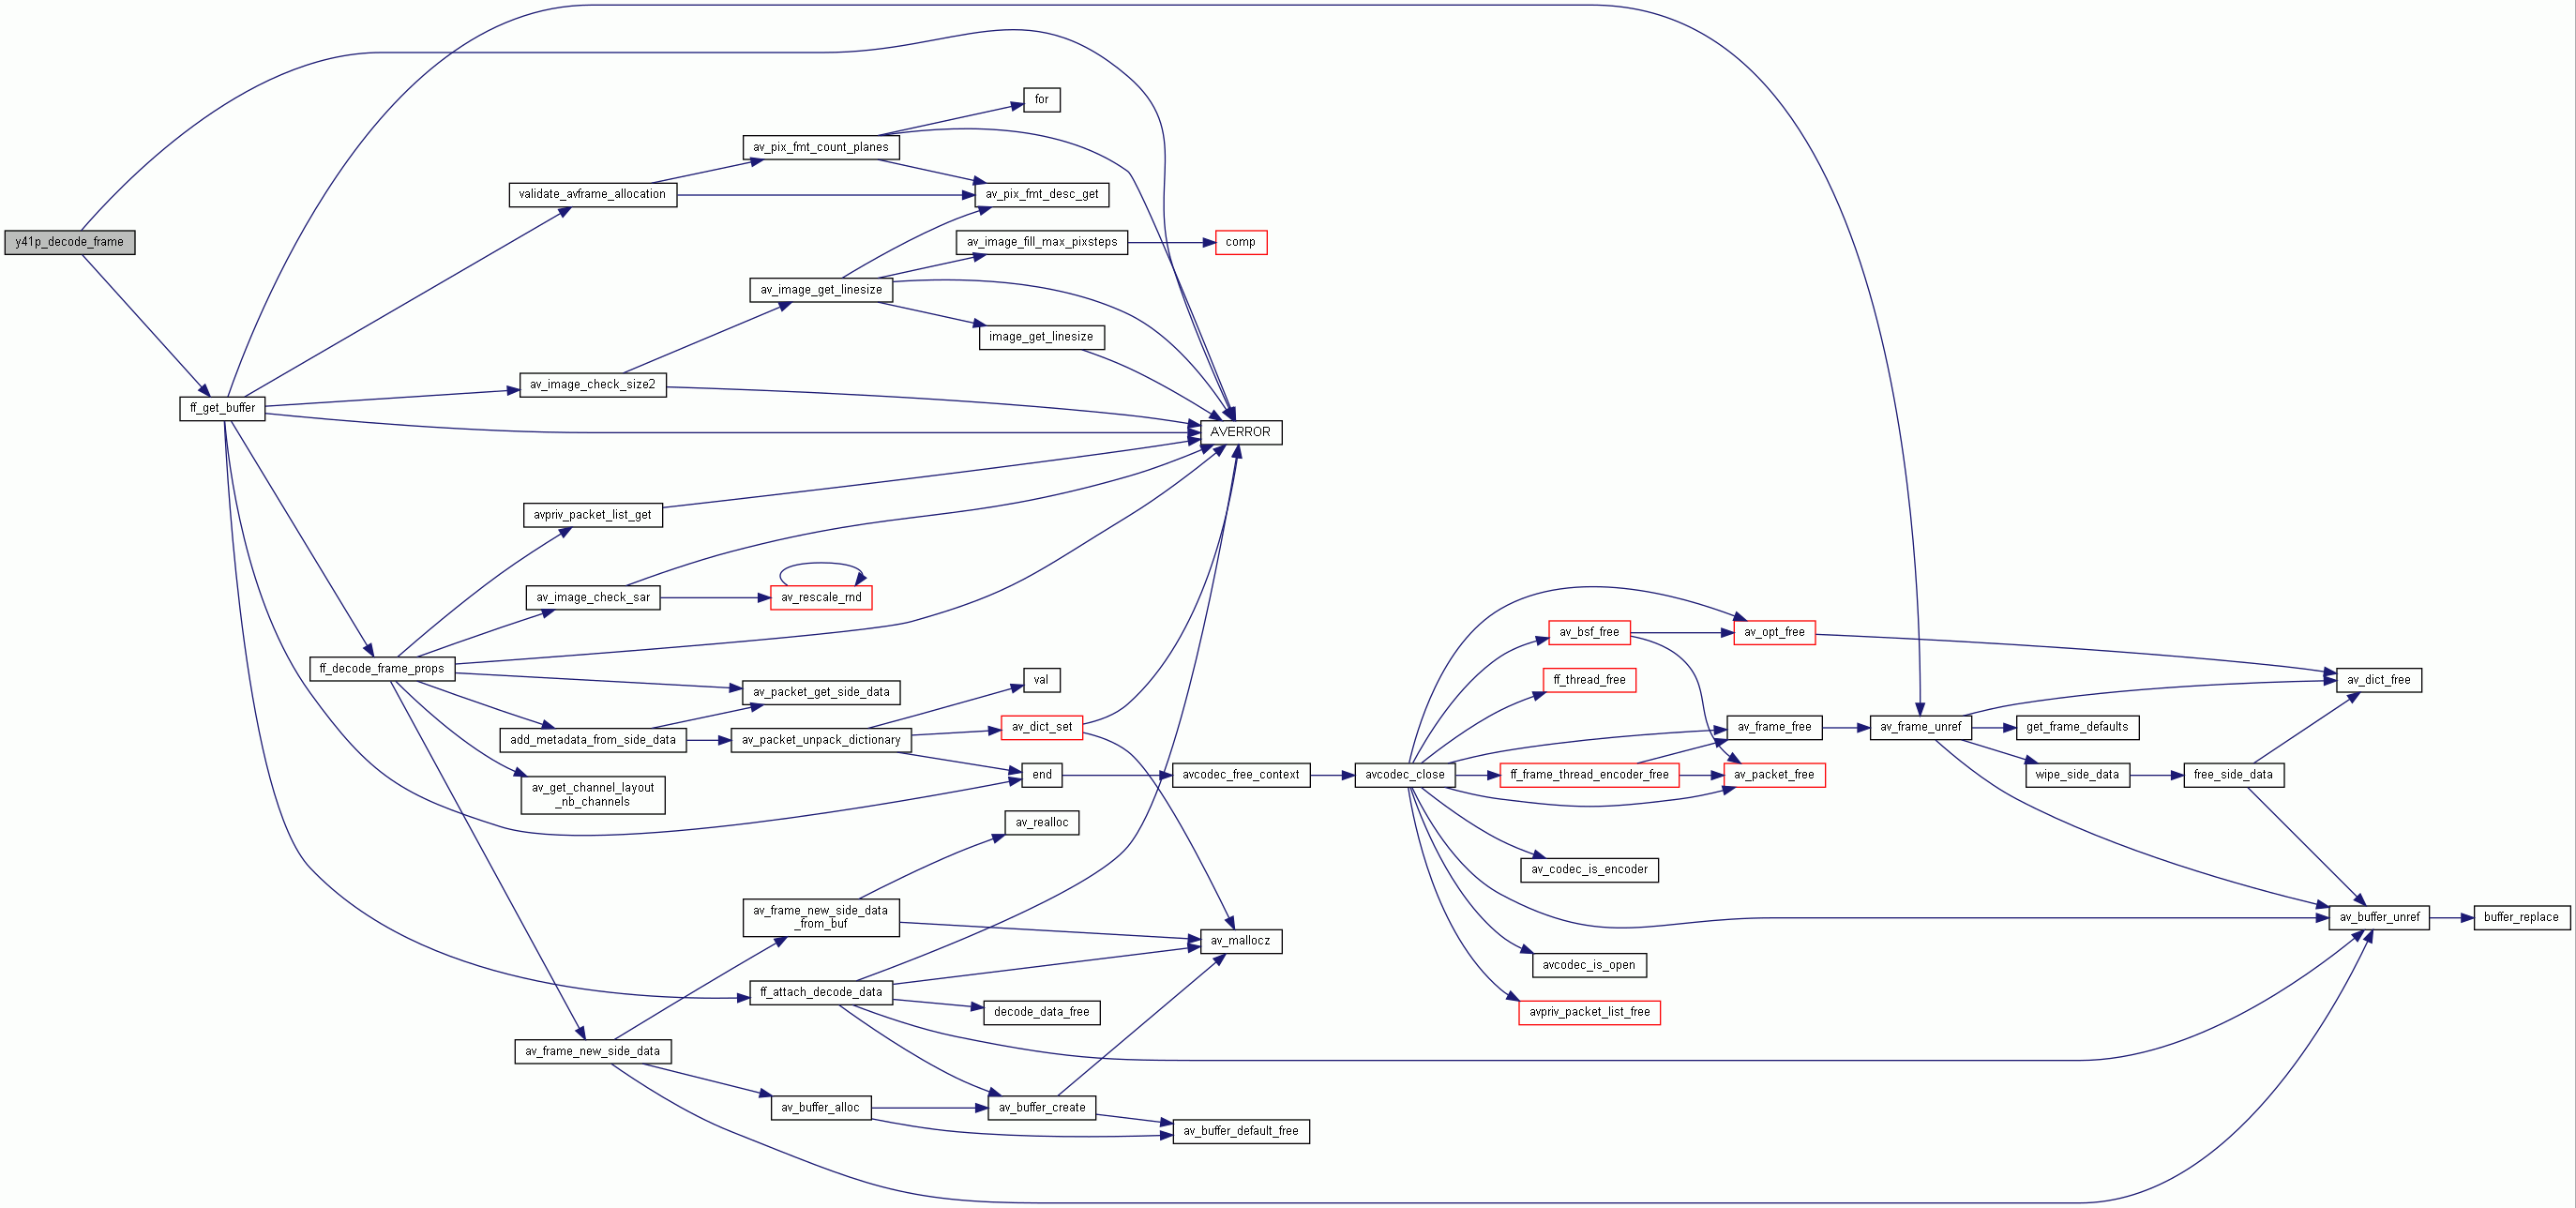 for
av_pix_fmt_count_planes
validate_avframe_allocation
av_pix_fmt_desc_get
y41p_decode_frame
av_image_fill_max_pixsteps
comp
av_image_get_linesize
image_get_linesize
av_image_check_size2
ff_get_buffer
AVERROR
avpriv_packet_list_get
av_image_check_sar
av_rescale_rnd
av_bsf_free
av_opt_free
ff_decode_frame_props
val
ff_thread_free
av_dict_free
av_packet_get_side_data
av_dict_set
av_frame_free
av_frame_unref
get_frame_defaults
add_metadata_from_side_data
av_packet_unpack_dictionary
end
avcodec_free_context
avcodec_close
ff_frame_thread_encoder_free
av_packet_free
wipe_side_data
free_side_data
av_get_channel_layout
_nb_channels
av_realloc
av_codec_is_encoder
av_frame_new_side_data
_from_buf
av_buffer_unref
buffer_replace
av_mallocz
avcodec_is_open
ff_attach_decode_data
decode_data_free
avpriv_packet_list_free
av_frame_new_side_data
av_buffer_alloc
av_buffer_create
av_buffer_default_free